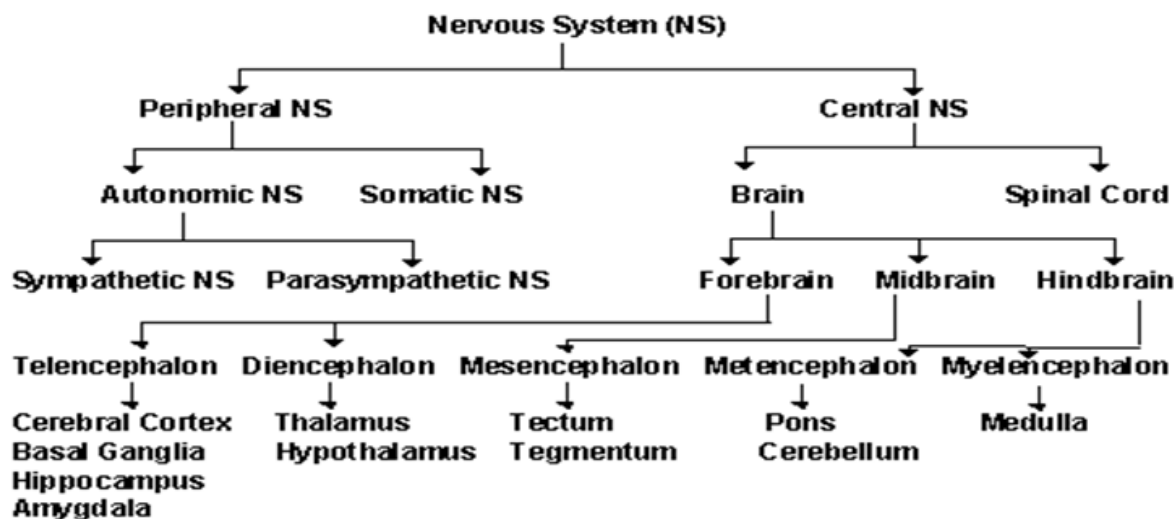 Nervous System (NS)
Peripheral NS
Central NS
Autonomic NS
Somatic NS
Brain
Spinal Cord
Sympathetic NS
Parasympathetic NS
Forebrain
Midbrain
Hindbrain
Telencephalon
Diencephalon
Mesencephalon
Metencephalon
Myelencephalon
Cerebral Cortex
Basal Ganglia
Hippocampus
Amygdala
Thalamus
Hypothalamus
Tectum
Tegmentum
Pons
Cerebellum
Medulla